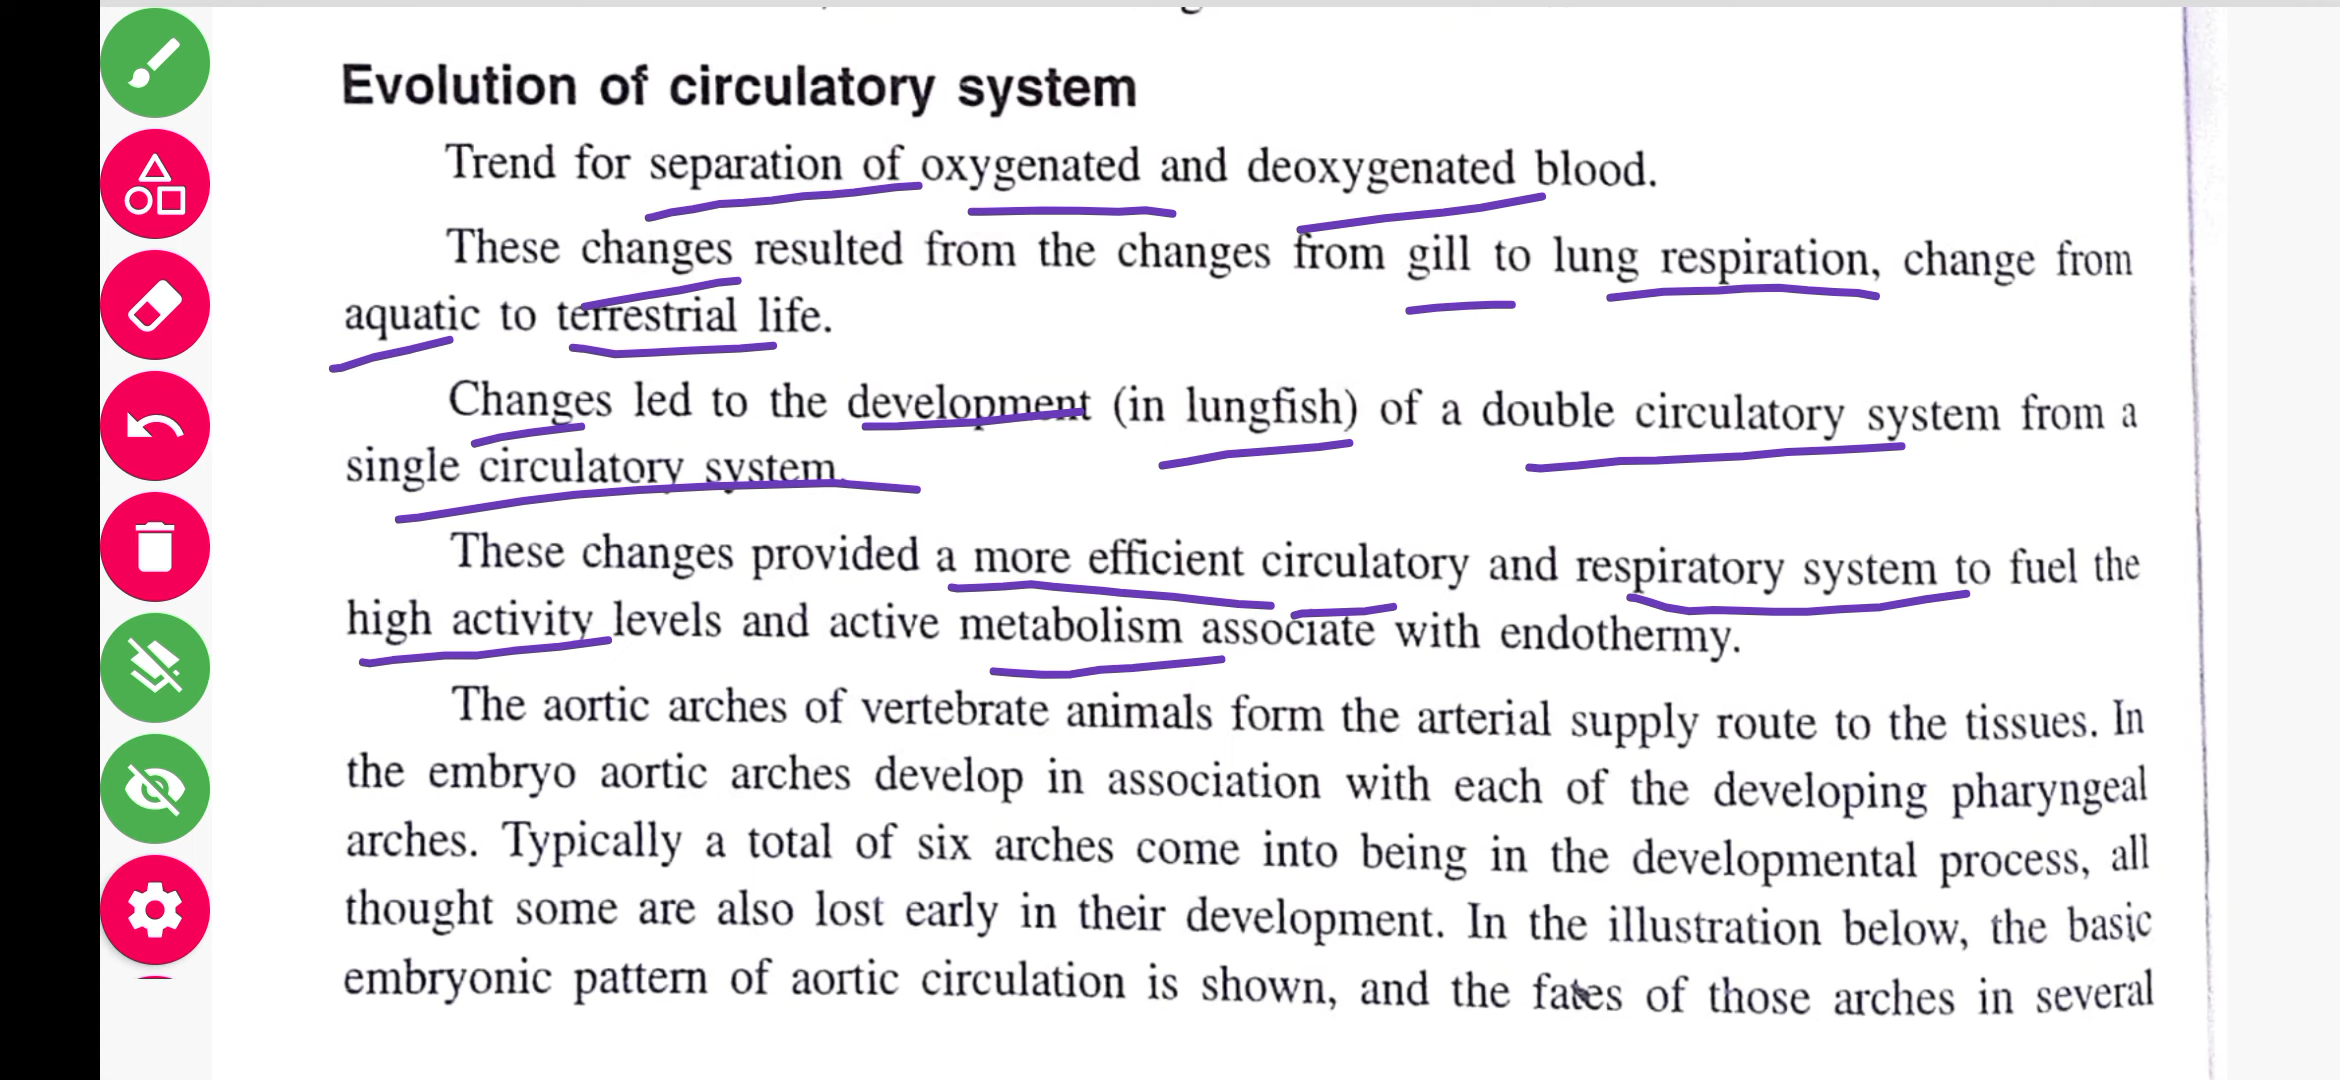 Evolution of circulatory system
Trend for separation of oxygenated and deoxygenated blood.
These changes resulted from the changes from gill to lung respiration, change from
aquatic to terrestrial life.
Changes led to the development (in lungfish) of a double circulatory system from a
single circulatory system.
These changes provided a more efficient circulatory and respiratory system to fuel the
high activity levels and active metabolism associate with endothermy.
The aortic arches of vertebrate animals form the arterial supply route to the tissues. In
the embryo aortic arches develop in association with each of the developing pharyngeal
arches. Typically a total of six arches come into being in the developmental process, all
thought some are also lost early in their development. In the illustration below, the basic
embryonic pattern of aortic circulation is shown, and the fates of those arches in several